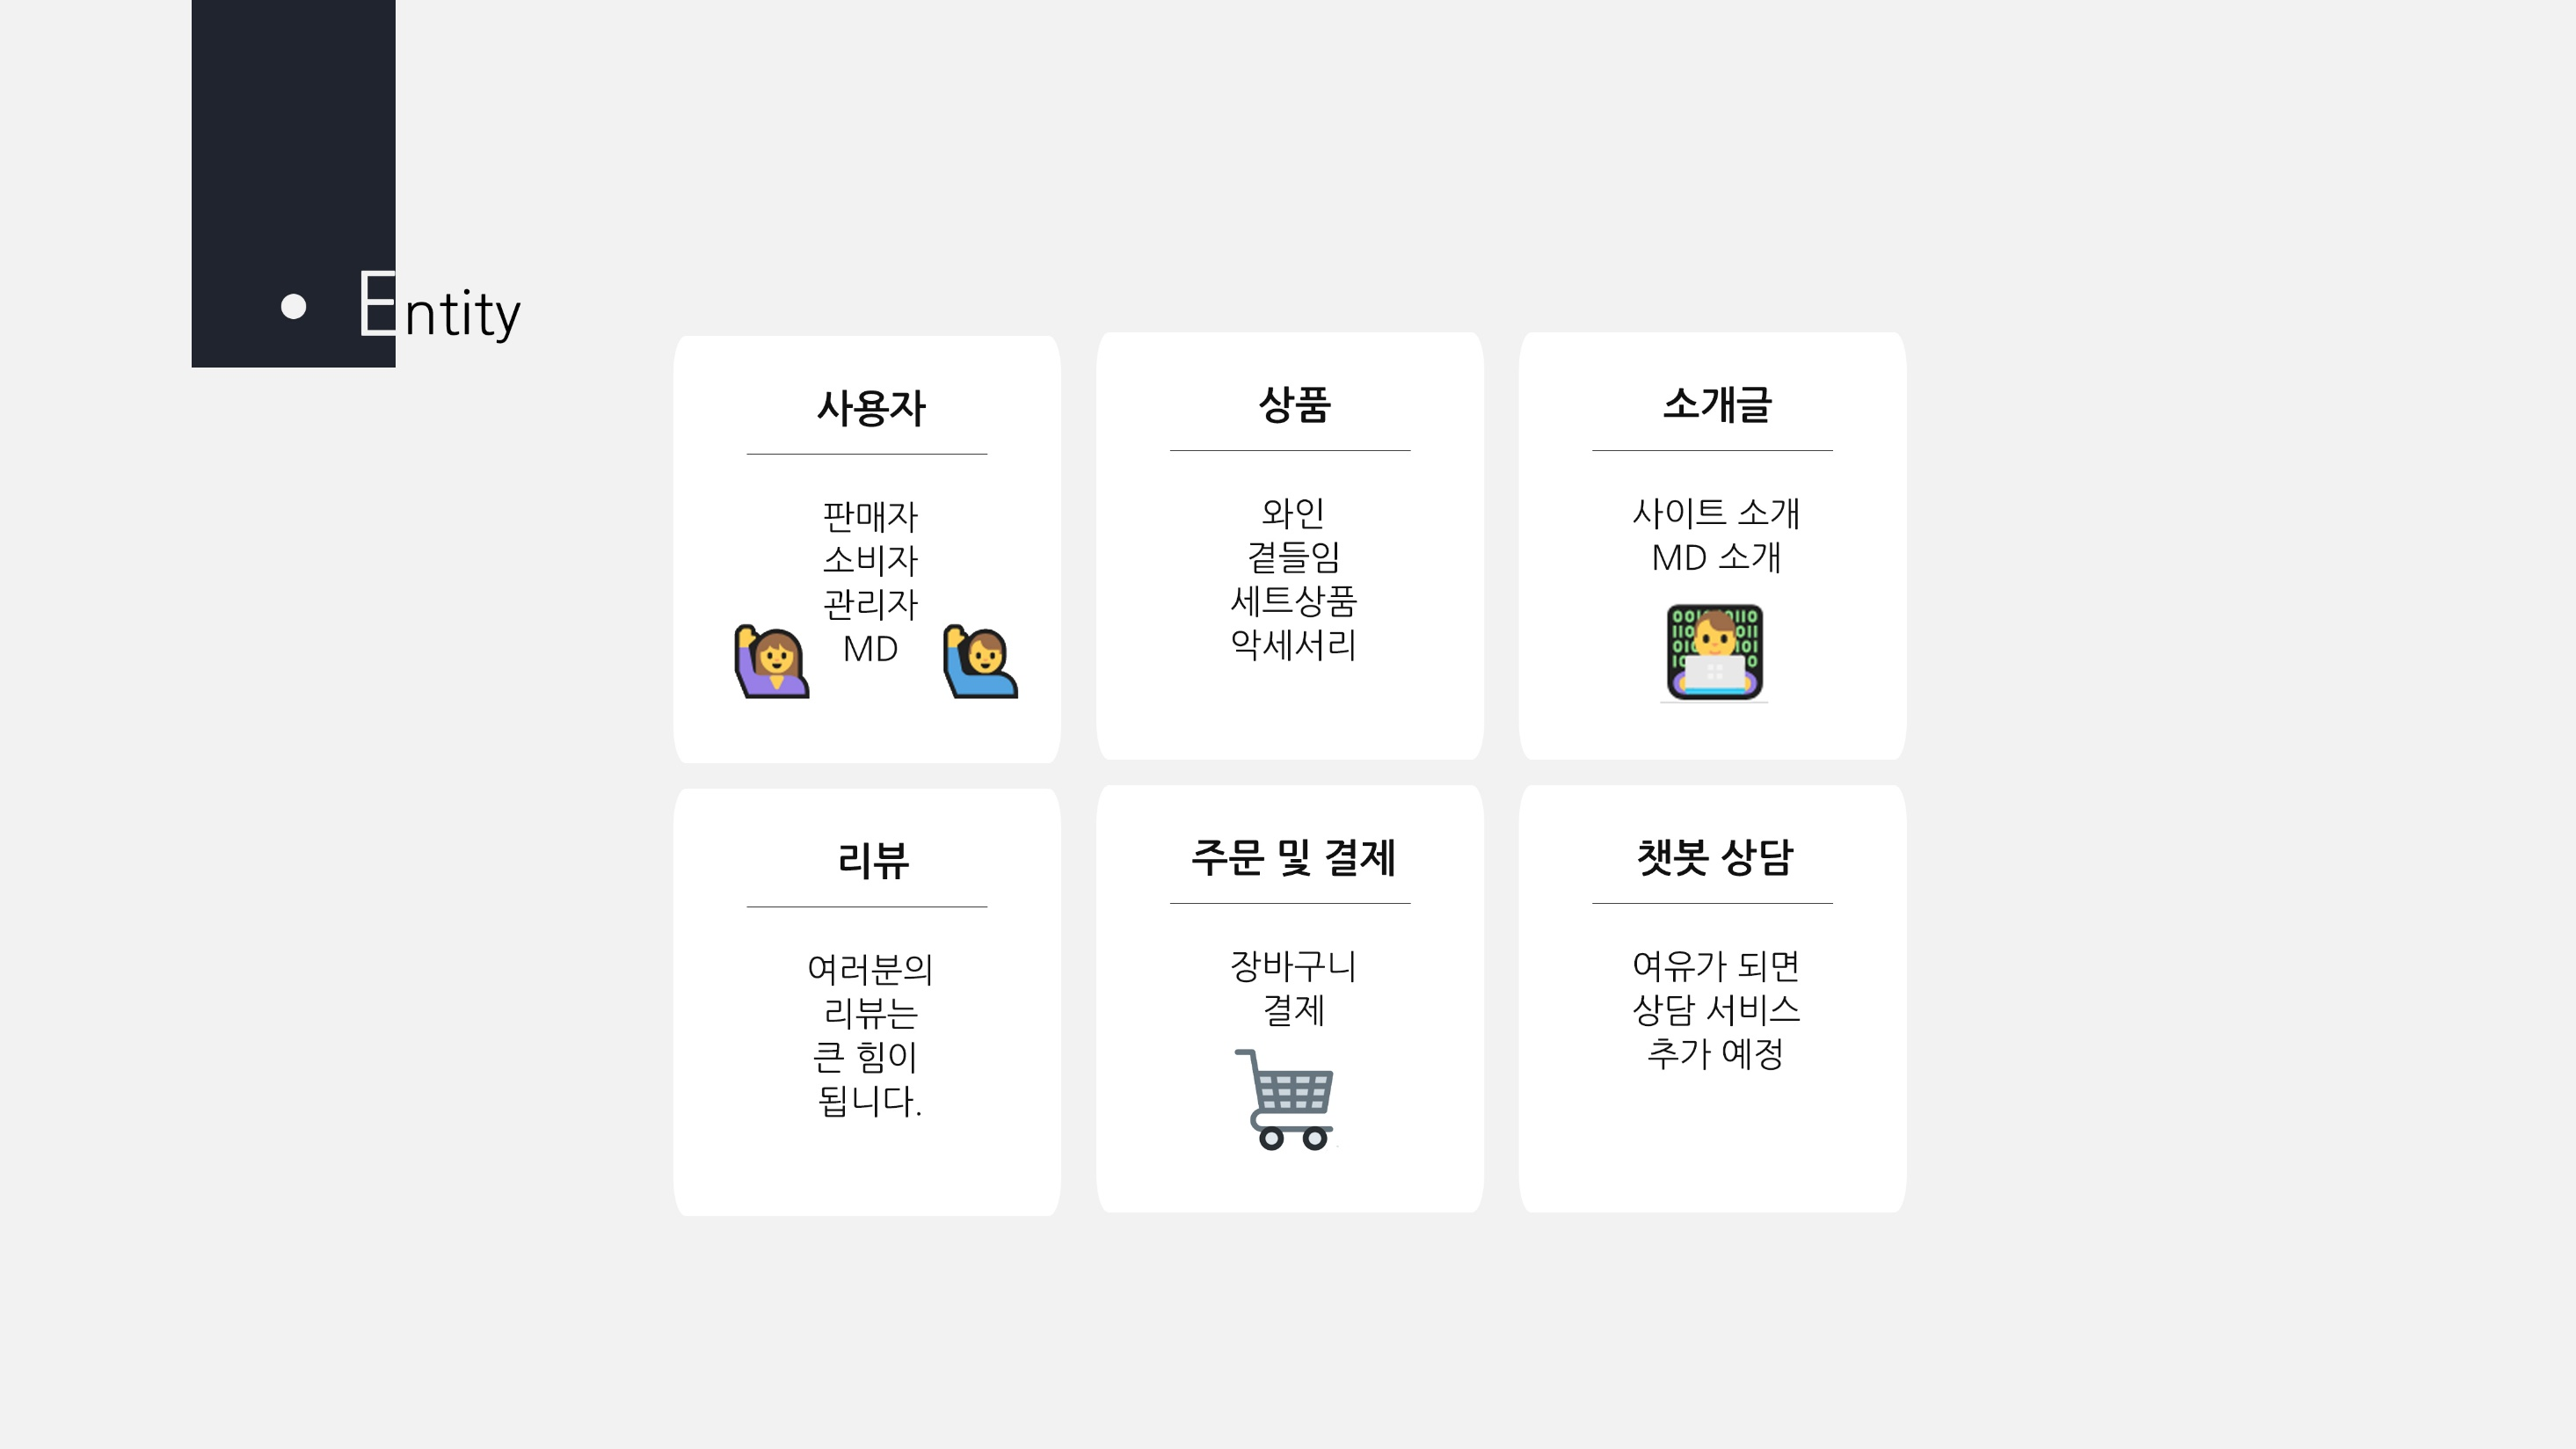 • Entity
사용자
판매자
소비자
관리자
MD
상품
와인
곁들임
세트상품
악세서리
소개글
사이트 소개
MD 소개
리뷰
여러분의
리뷰는
큰 힘이
됩니다.
주문 및 결제
장바구니
결제
챗봇 상담
여유가 되면
상담 서비스
추가 예정